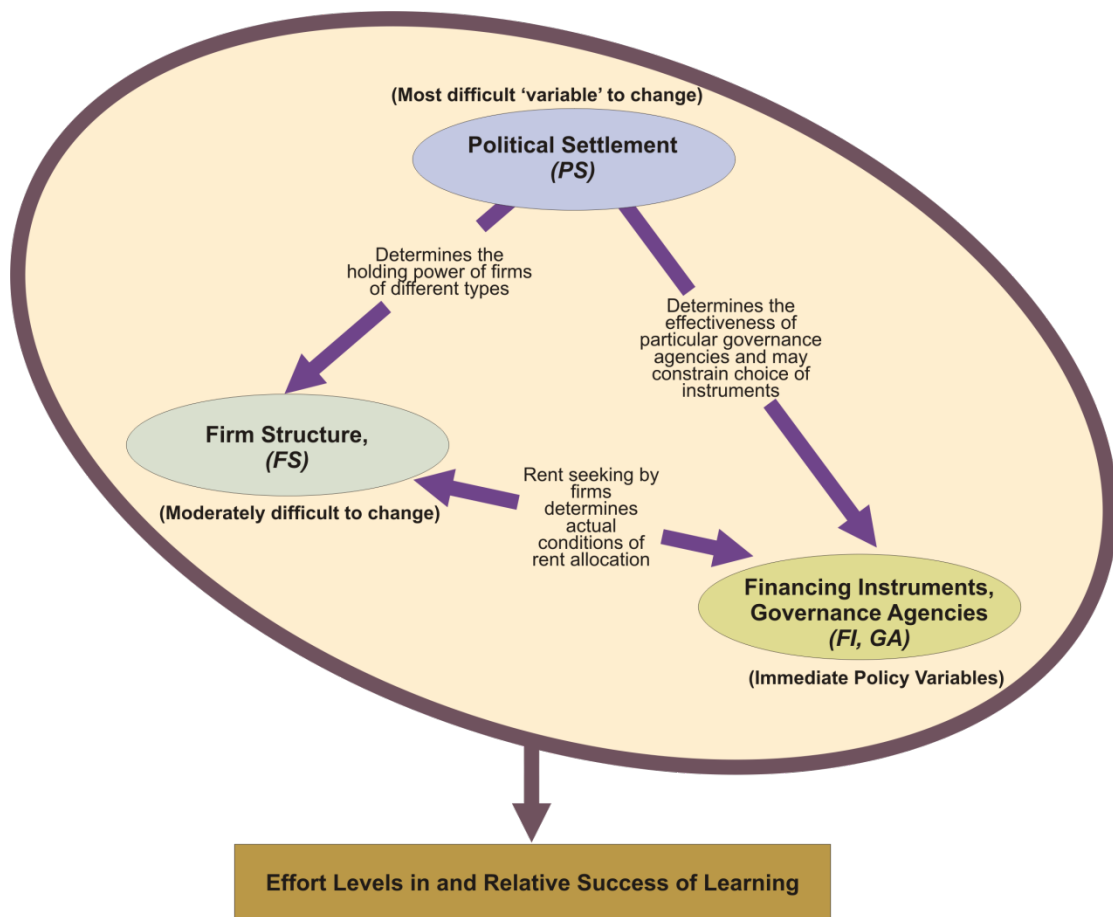 (Most difficult ‘variable’ to change)
Political Settlement
(PS)
Determines the
holding power of firms
of different types
Determines the
effectiveness of
particular governance
agencies and may
constrain choice of
instruments
Firm Structure,
(FS)
(Moderately difficult to change)
Rent seeking by
firms
determines
actual
conditions of
rent allocation
Financing Instruments,
Governance Agencies
(FI, GA)
(Immediate Policy Variables)
Effort Levels in and Relative Success of Learning